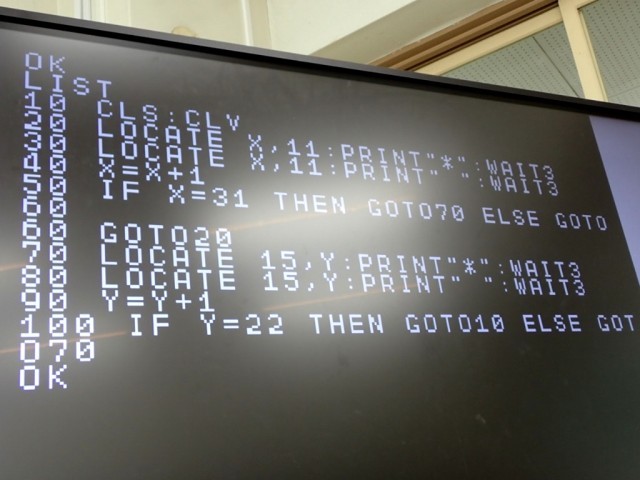 OK
LIST
10 CLS:CLV
20 LOCATE X,11:PRINT"*":WAIT3
30 LOCATE X,11:PRINT" ":WAIT3
40 X=X+1
50 IF X=31 THEN GOTO70 ELSE GOTO
60
60 GOTO20
70 LOCATE 15,Y:PRINT"*":WAIT3
80 LOCATE 15,Y:PRINT" ":WAIT3
90 Y=Y+1
100 IF Y=22 THEN GOTO10 ELSE GOT
O70
OK